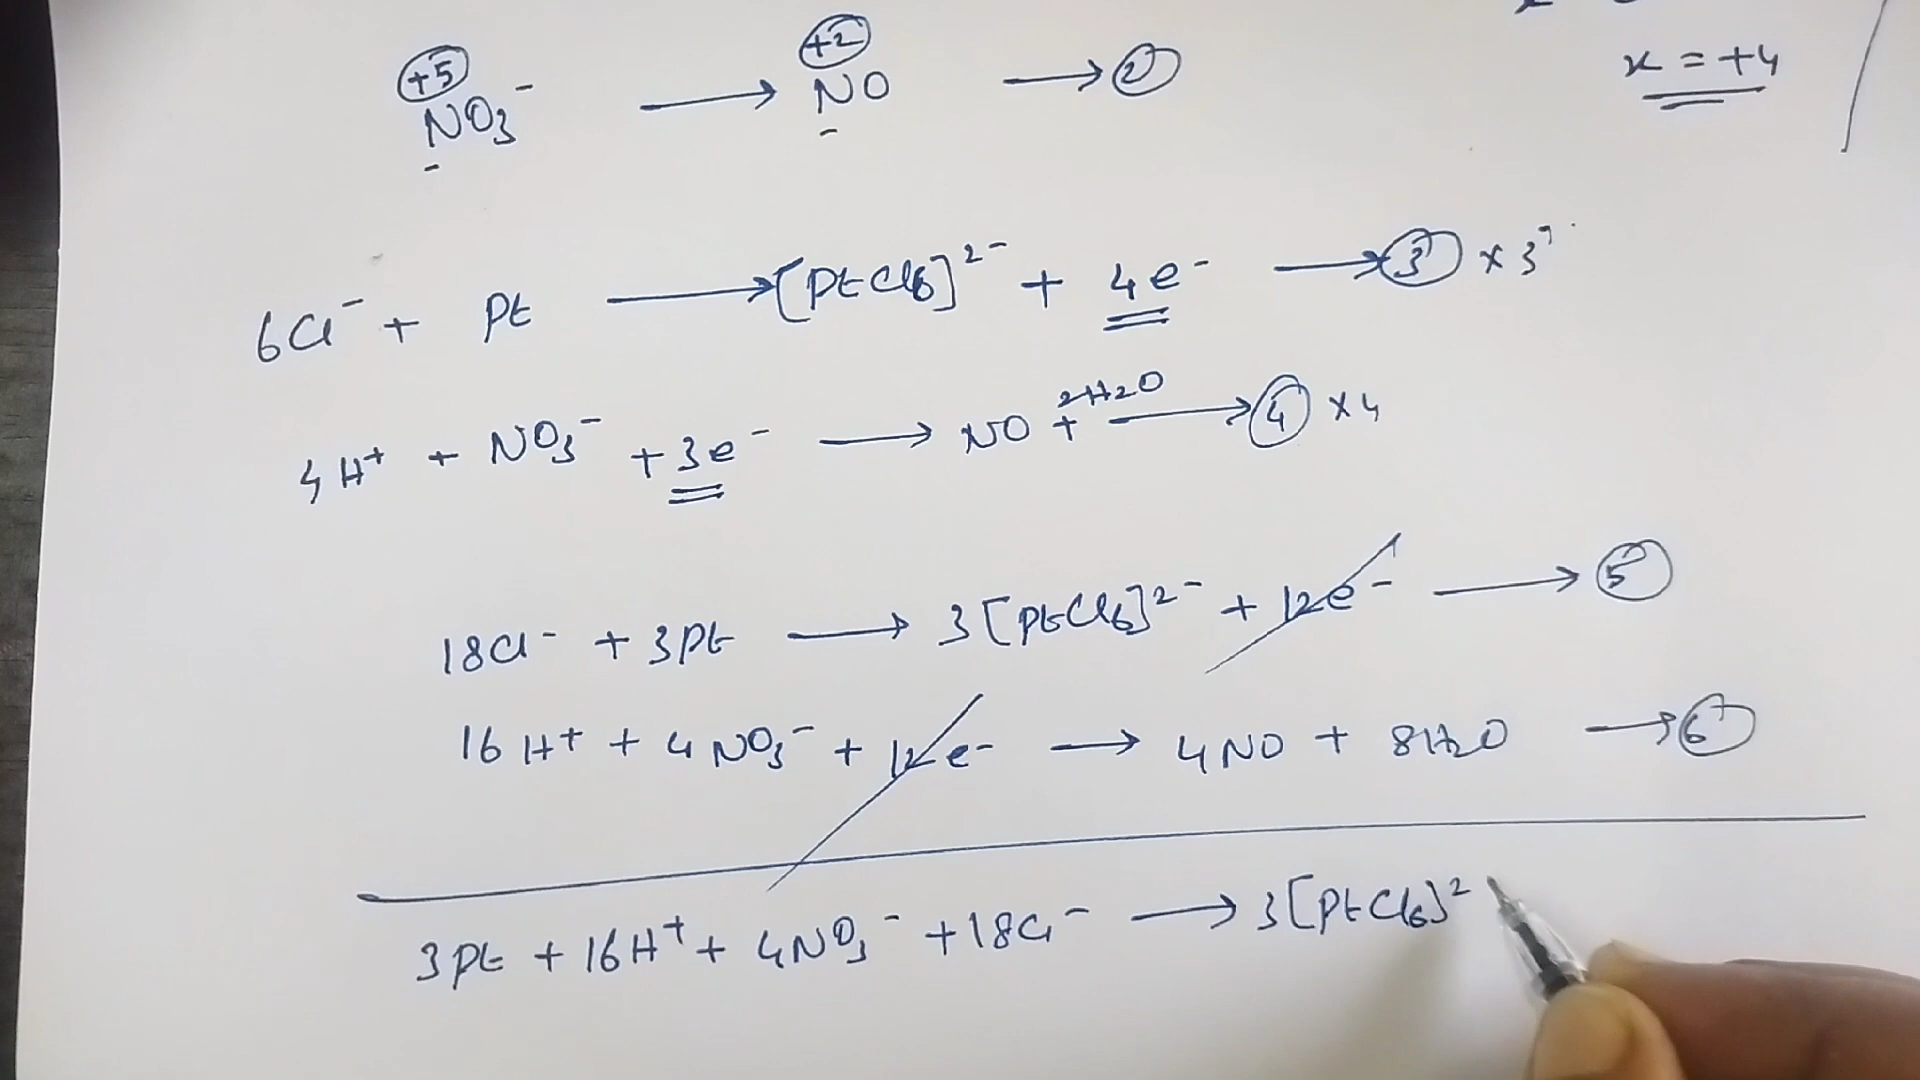 +5 +2
NO3⁻ ⟶ NO ⟶ 2
x = +4
6Cl⁻ + Pt ⟶ [PtCl6]²⁻ + 4e⁻ ⟶ 3 × 3
4H⁺ + NO3⁻ + 3e⁻ ⟶ NO + 2H2O ⟶ 4 × 4
18Cl⁻ + 3Pt ⟶ 3[PtCl6]²⁻ + 12e⁻ ⟶ 5
16H⁺ + 4NO3⁻ + 12e⁻ ⟶ 4NO + 8H2O ⟶ 6
3Pt + 16H⁺ + 4NO3⁻ + 18Cl⁻ ⟶ 3[PtCl6]²